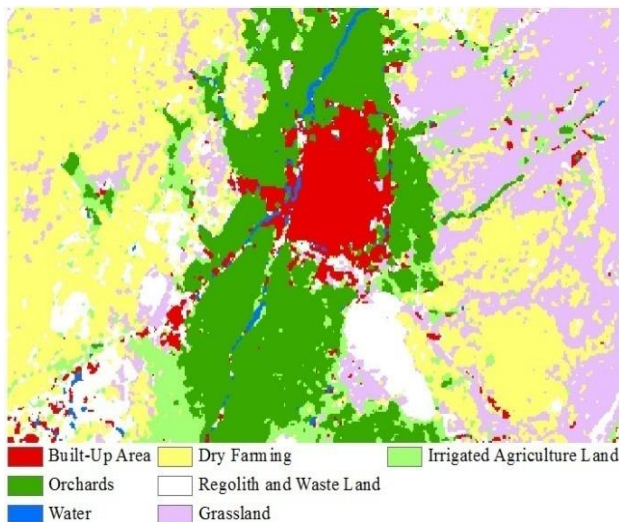 Built-Up Area Dry Farming Irrigated Agriculture Land
Orchards Regolith and Waste Land
Water Grassland